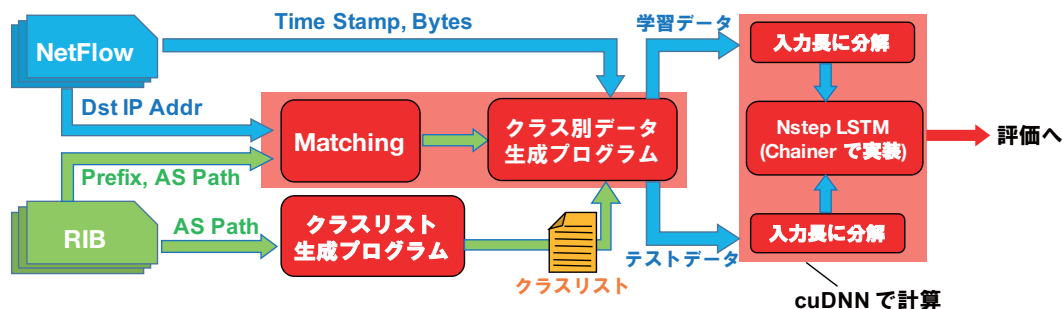 Time Stamp, Bytes
学習データ
NetFlow
入力長に分解
Dst IP Addr
Matching
クラス別データ
生成プログラム
Nstep LSTM
(Chainer で実装)
評価へ
Prefix, AS Path
RIB
AS Path
クラスリスト
生成プログラム
入力長に分解
テストデータ
クラスリスト
cuDNN で計算